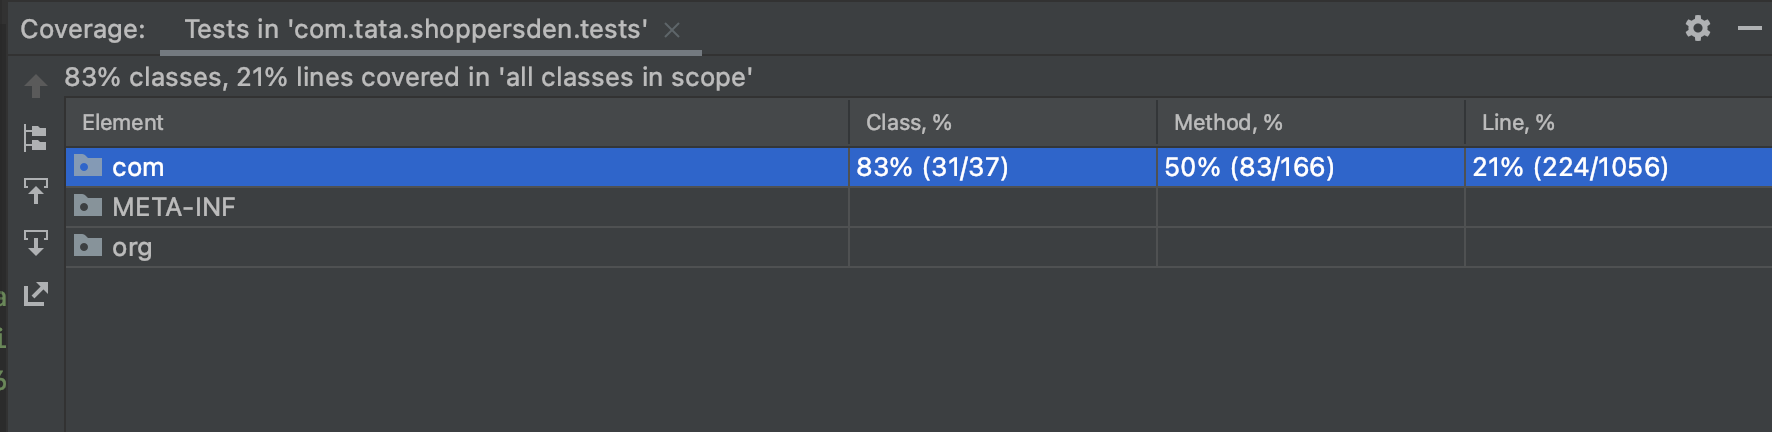 Coverage: Tests in 'com.tata.shoppersden.tests'
83% classes, 21% lines covered in 'all classes in scope'
Element Class, % Method, % Line, %
com 83% (31/37) 50% (83/166) 21% (224/1056)
META-INF
org